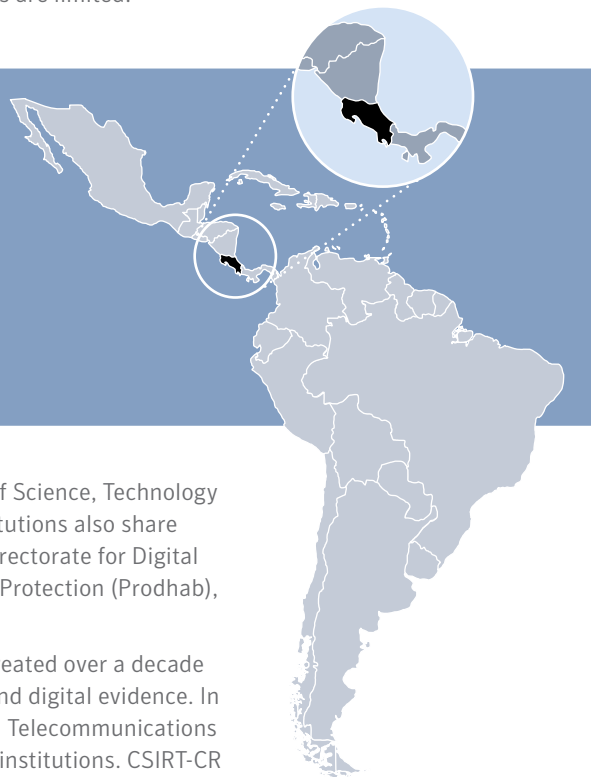 s are limited.
f Science, Technology
tutions also share
rectorate for Digital
Protection (Prodhab),
eated over a decade
nd digital evidence. In
Telecommunications
institutions. CSIRT-CR